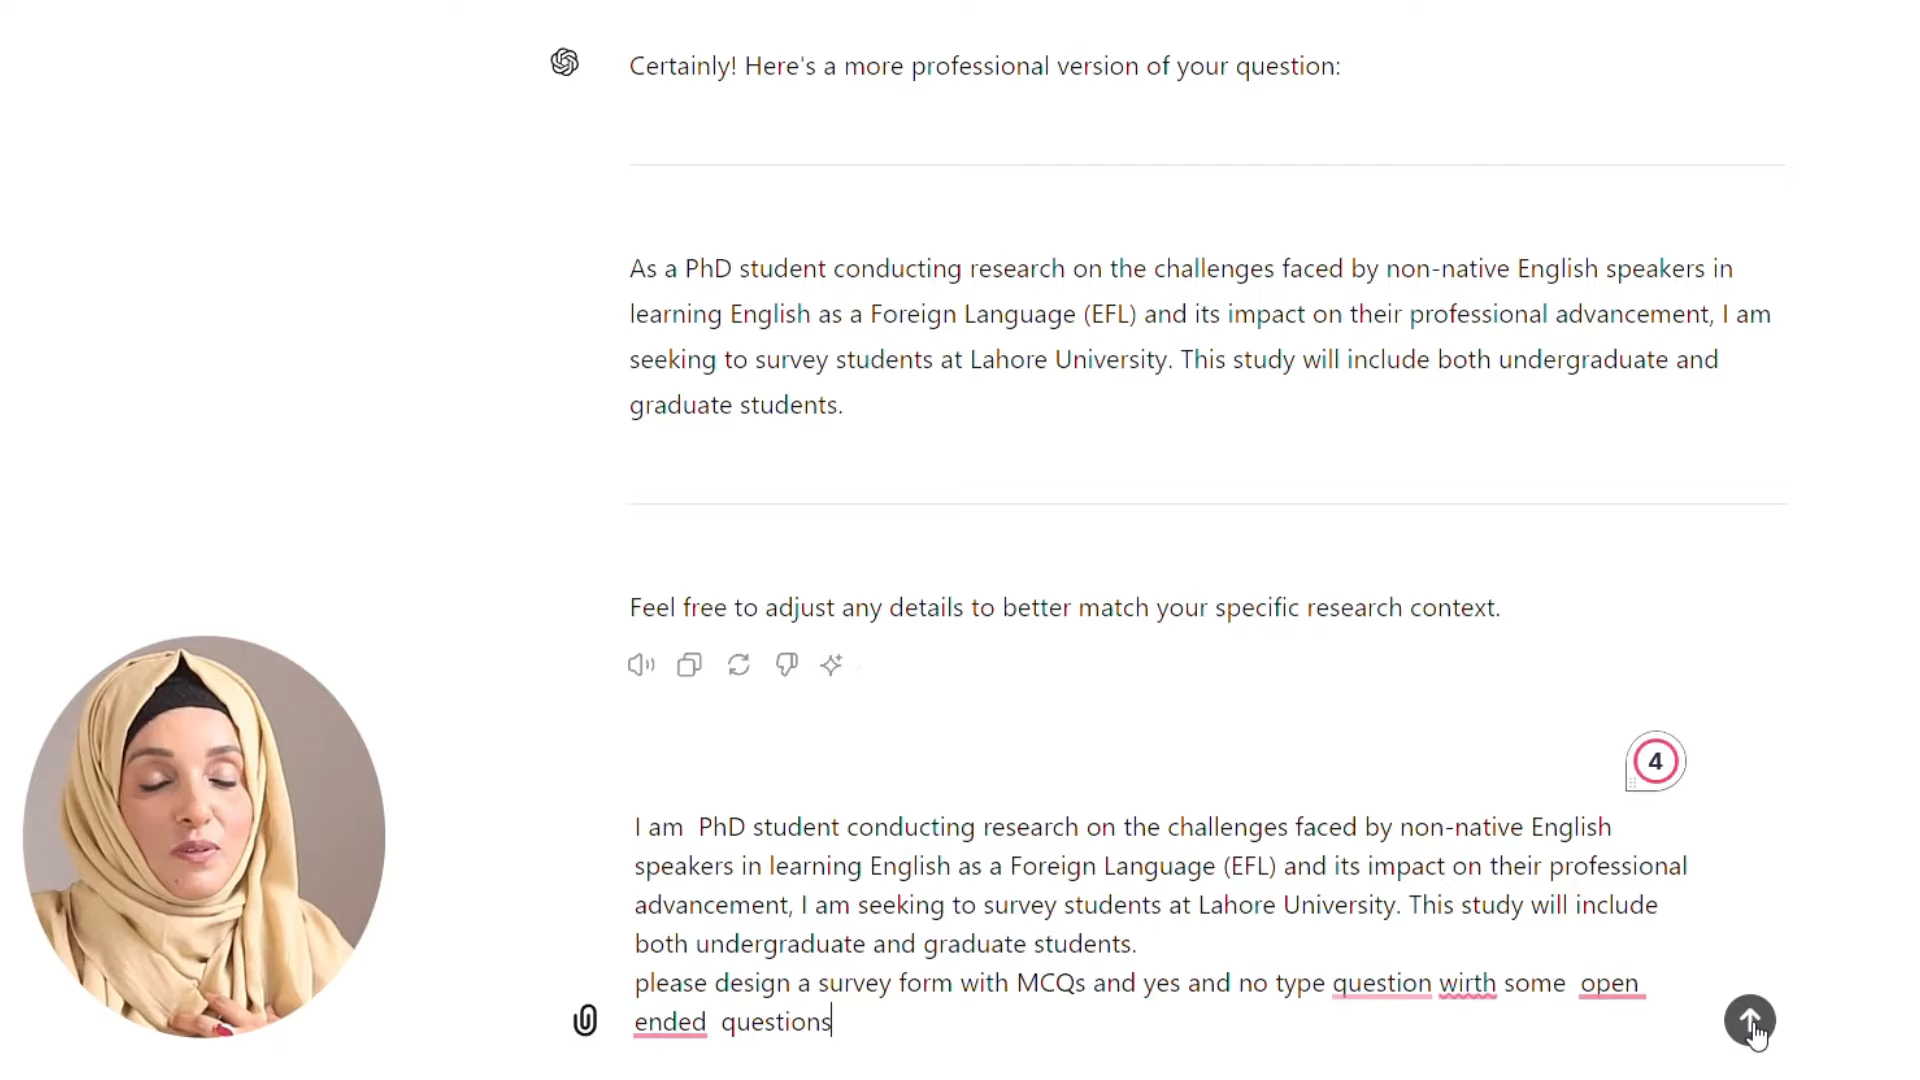 Certainly! Here's a more professional version of your question:
As a PhD student conducting research on the challenges faced by non-native English speakers in
learning English as a Foreign Language (EFL) and its impact on their professional advancement, I am
seeking to survey students at Lahore University. This study will include both undergraduate and
graduate students.
Feel free to adjust any details to better match your specific research context.
4
I am  PhD student conducting research on the challenges faced by non-native English
speakers in learning English as a Foreign Language (EFL) and its impact on their professional
advancement, I am seeking to survey students at Lahore University. This study will include
both undergraduate and graduate students.
please design a survey form with MCQs and yes and no type question wirth some  open
ended  questions